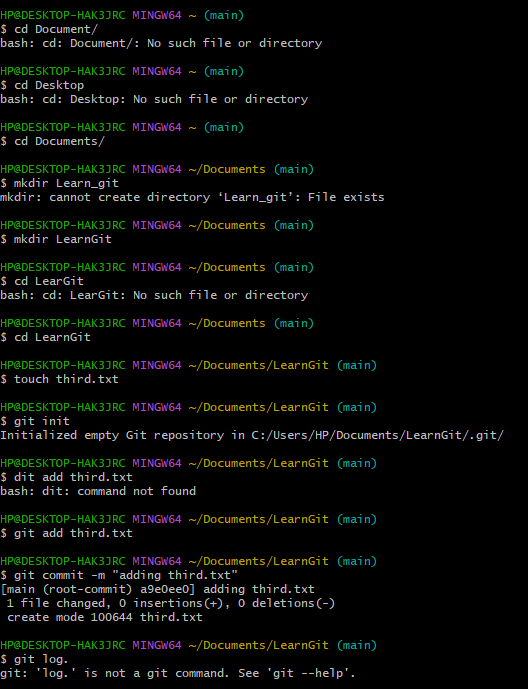 HP@DESKTOP-HAK3JRC MINGW64 ~ (main)
$ cd Document/
bash: cd: Document/: No such file or directory
HP@DESKTOP-HAK3JRC MINGW64 ~ (main)
$ cd Desktop
bash: cd: Desktop: No such file or directory
HP@DESKTOP-HAK3JRC MINGW64 ~ (main)
$ cd Documents/
HP@DESKTOP-HAK3JRC MINGW64 ~/Documents (main)
$ mkdir Learn_git
mkdir: cannot create directory ‘Learn_git’: File exists
HP@DESKTOP-HAK3JRC MINGW64 ~/Documents (main)
$ mkdir LearnGit
HP@DESKTOP-HAK3JRC MINGW64 ~/Documents (main)
$ cd LearGit
bash: cd: LearGit: No such file or directory
HP@DESKTOP-HAK3JRC MINGW64 ~/Documents (main)
$ cd LearnGit
HP@DESKTOP-HAK3JRC MINGW64 ~/Documents/LearnGit (main)
$ touch third.txt
HP@DESKTOP-HAK3JRC MINGW64 ~/Documents/LearnGit (main)
$ git init
Initialized empty Git repository in C:/Users/HP/Documents/LearnGit/.git/
HP@DESKTOP-HAK3JRC MINGW64 ~/Documents/LearnGit (main)
$ dit add third.txt
bash: dit: command not found
HP@DESKTOP-HAK3JRC MINGW64 ~/Documents/LearnGit (main)
$ git add third.txt
HP@DESKTOP-HAK3JRC MINGW64 ~/Documents/LearnGit (main)
$ git commit -m "adding third.txt"
[main (root-commit) a9e0ee0] adding third.txt
 1 file changed, 0 insertions(+), 0 deletions(-)
 create mode 100644 third.txt
HP@DESKTOP-HAK3JRC MINGW64 ~/Documents/LearnGit (main)
$ git log.
git: 'log.' is not a git command. See 'git --help'.